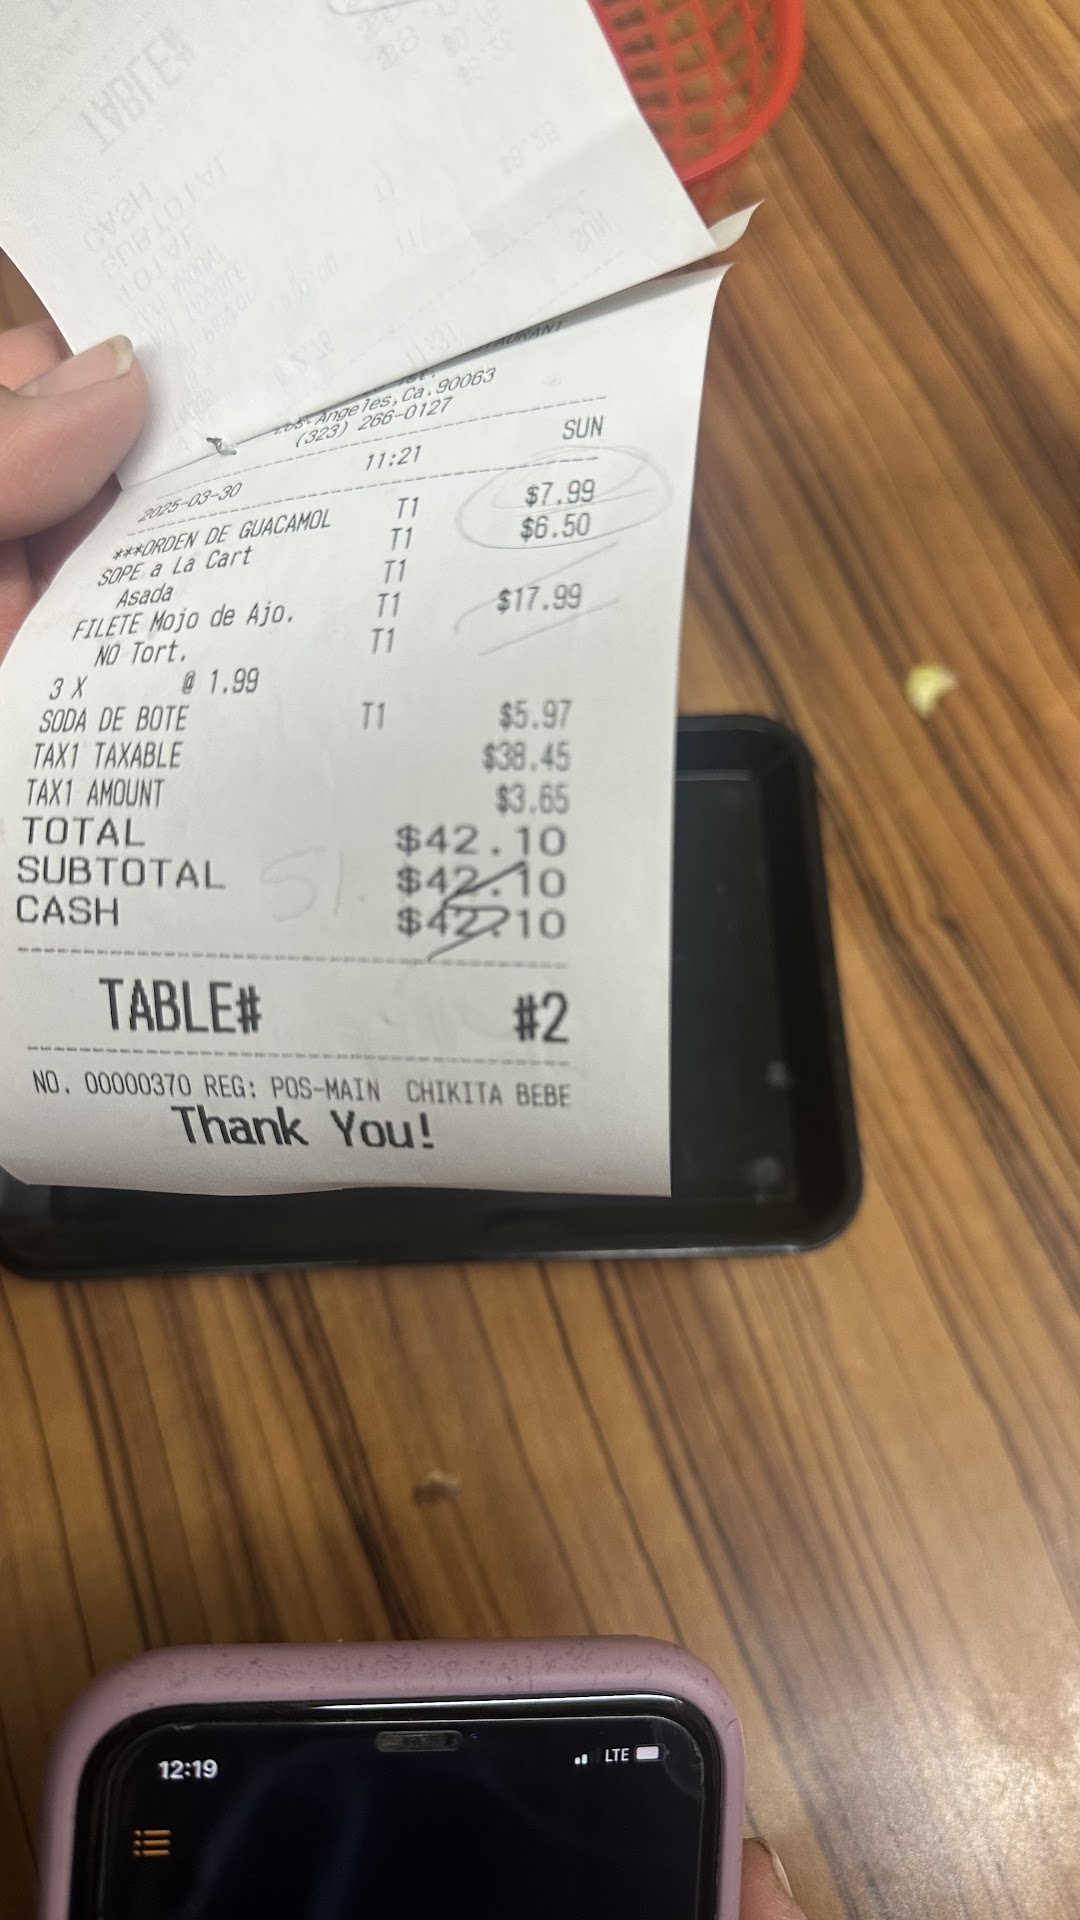 Angeles,Ca.90063
(323) 266-0127
2025-03-30 11:21 SUN
***ORDEN DE GUACAMOL T1 $7.99
SOPE a La Cart T1 $6.50
Asada T1
FILETE Mojo de Ajo. T1 $17.99
NO Tort. T1
3 X @ 1.99
SODA DE BOTE T1 $5.97
TAX1 TAXABLE $38.45
TAX1 AMOUNT $3.65
TOTAL $42.10
SUBTOTAL $42.10
CASH $42.10
51.
TABLE# #2
NO. 00000370 REG: POS-MAIN CHIKITA BEBE
Thank You!
12:19 LTE